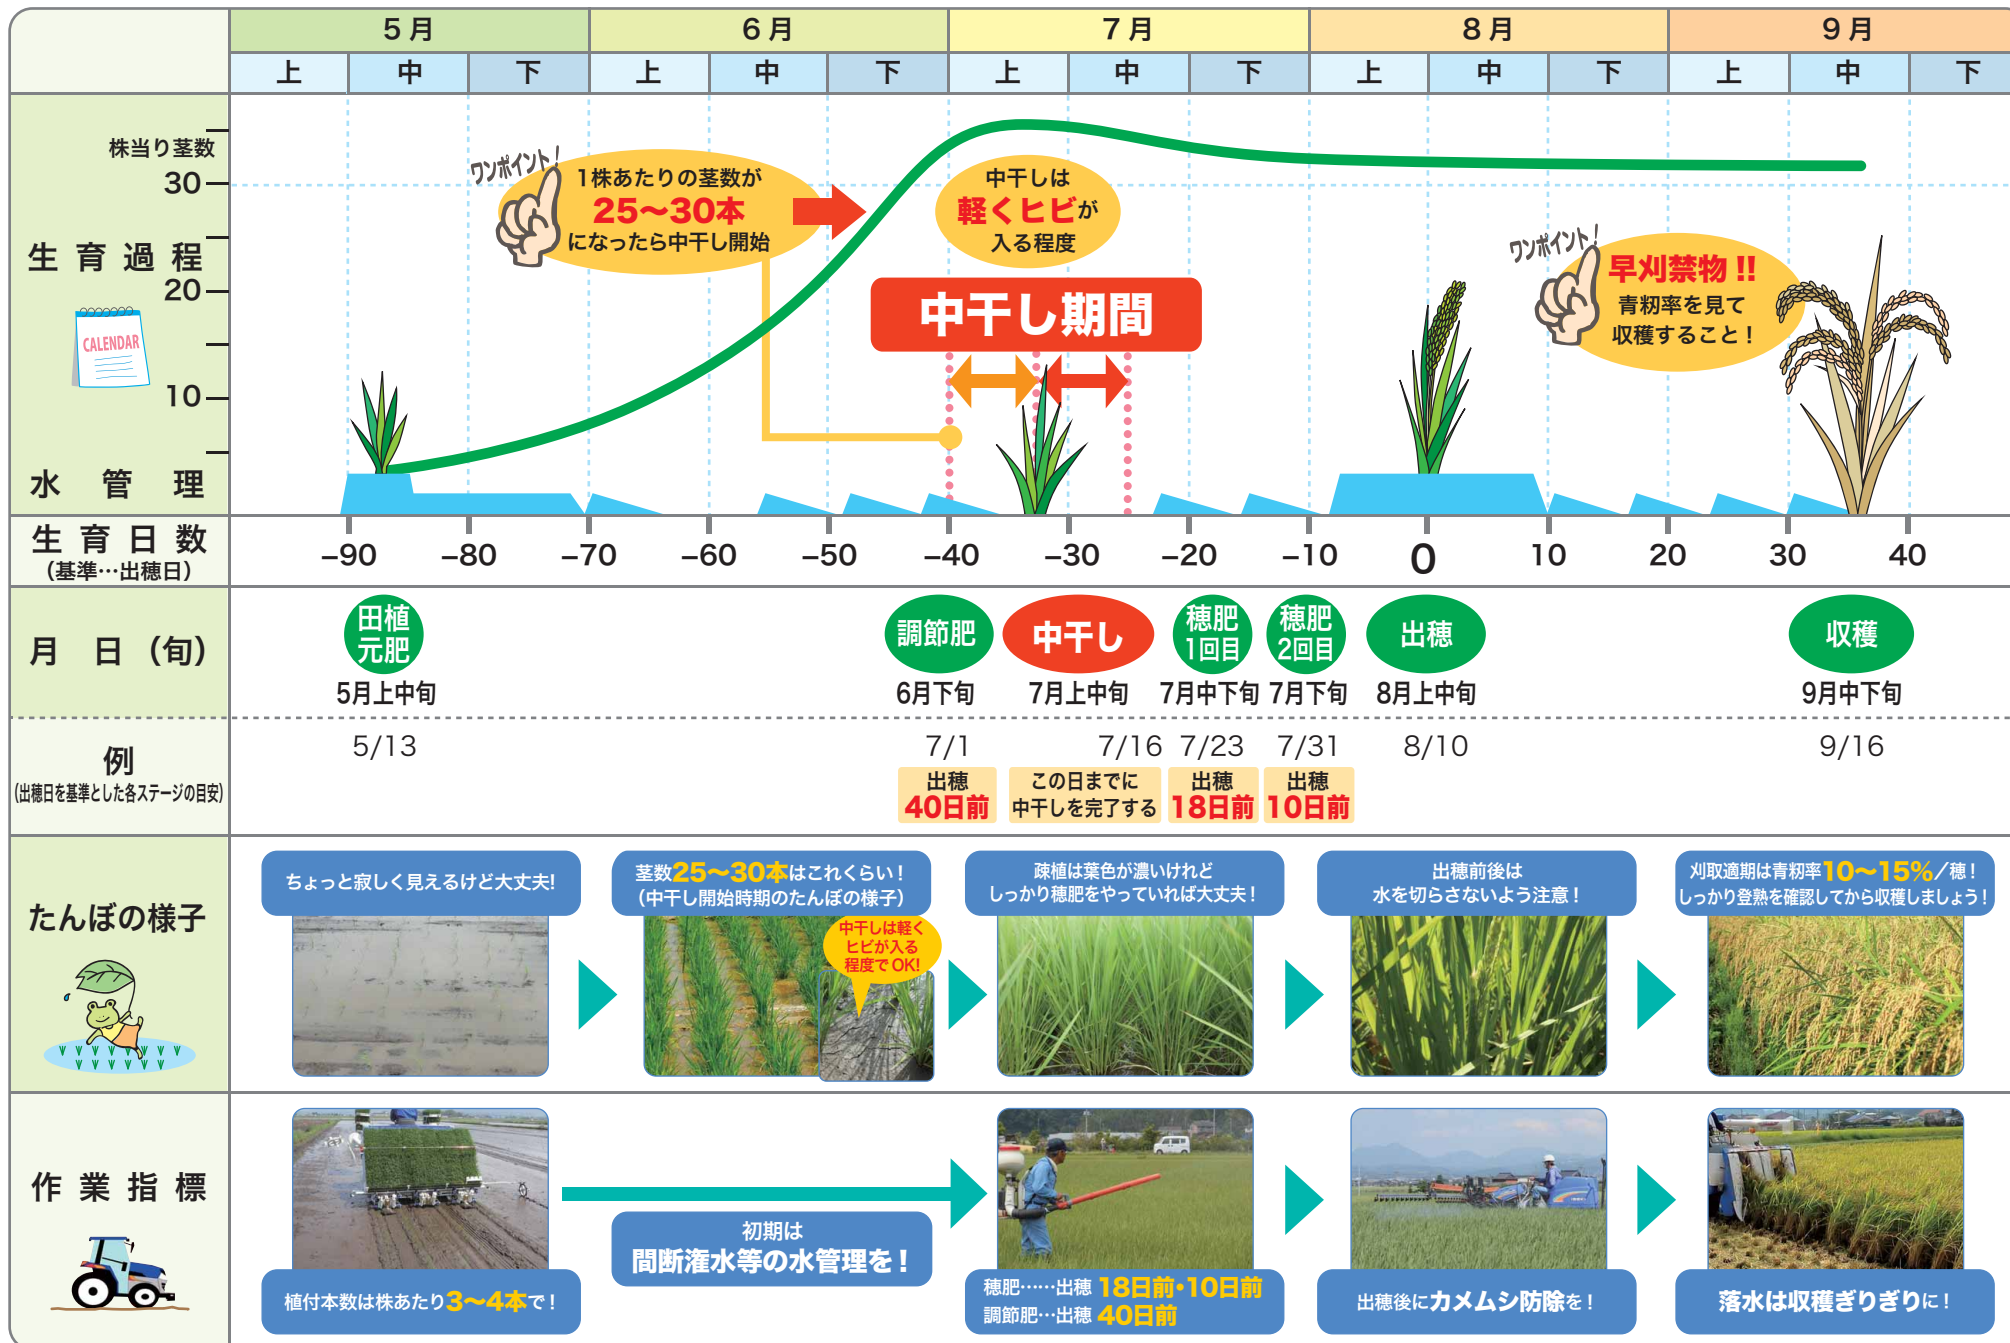 5月 6月 7月 8月 9月
上 中 下 上 中 下 上 中 下 上 中 下 上 中 下
株当り茎数
30
20
10
生育過程
CALENDAR
水管理
ワンポイント!
1株あたりの茎数が
25〜30本
になったら中干し開始
中干しは
軽くヒビが
入る程度
中干し期間
ワンポイント!
早刈禁物!!
青籾率を見て
収穫すること!
生育日数
(基準…出穂日)
–90 –80 –70 –60 –50 –40 –30 –20 –10 0 10 20 30 40
月日(旬)
田植
元肥
5月上中旬
調節肥
6月下旬
中干し
7月上中旬
穂肥
1回目
7月中下旬
穂肥
2回目
7月下旬
出穂
8月上中旬
収穫
9月中下旬
例
(出穂日を基準とした各ステージの目安)
5/13 7/1 7/16 7/23 7/31 8/10 9/16
出穂
40日前
この日までに
中干しを完了する
出穂
18日前
出穂
10日前
たんぼの様子
ちょっと寂しく見えるけど大丈夫!
茎数25〜30本はこれくらい!
(中干し開始時期のたんぼの様子)
中干しは軽く
ヒビが入る
程度でOK!
疎植は葉色が濃いけれど
しっかり穂肥をやっていれば大丈夫!
出穂前後は
水を切らさないよう注意!
刈取適期は青籾率10〜15%/穂!
しっかり登熟を確認してから収穫しましょう!
作業指標
植付本数は株あたり3〜4本で!
初期は
間断潅水等の水管理を!
穂肥……出穂 18日前・10日前
調節肥…出穂 40日前
出穂後にカメムシ防除を!
落水は収穫ぎりぎりに!